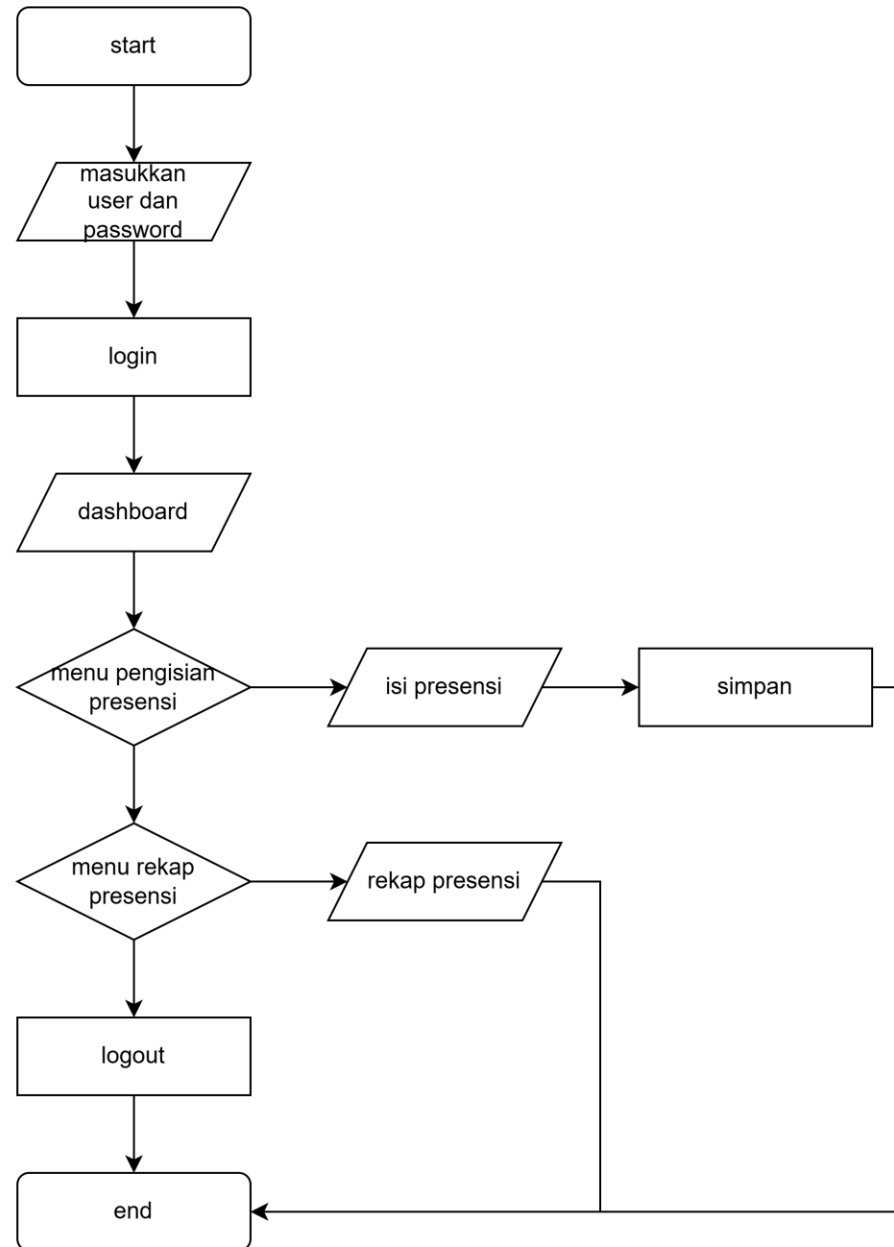 start
masukkan
user dan
password
login
dashboard
menu pengisian
presensi
isi presensi
simpan
menu rekap
presensi
rekap presensi
logout
end